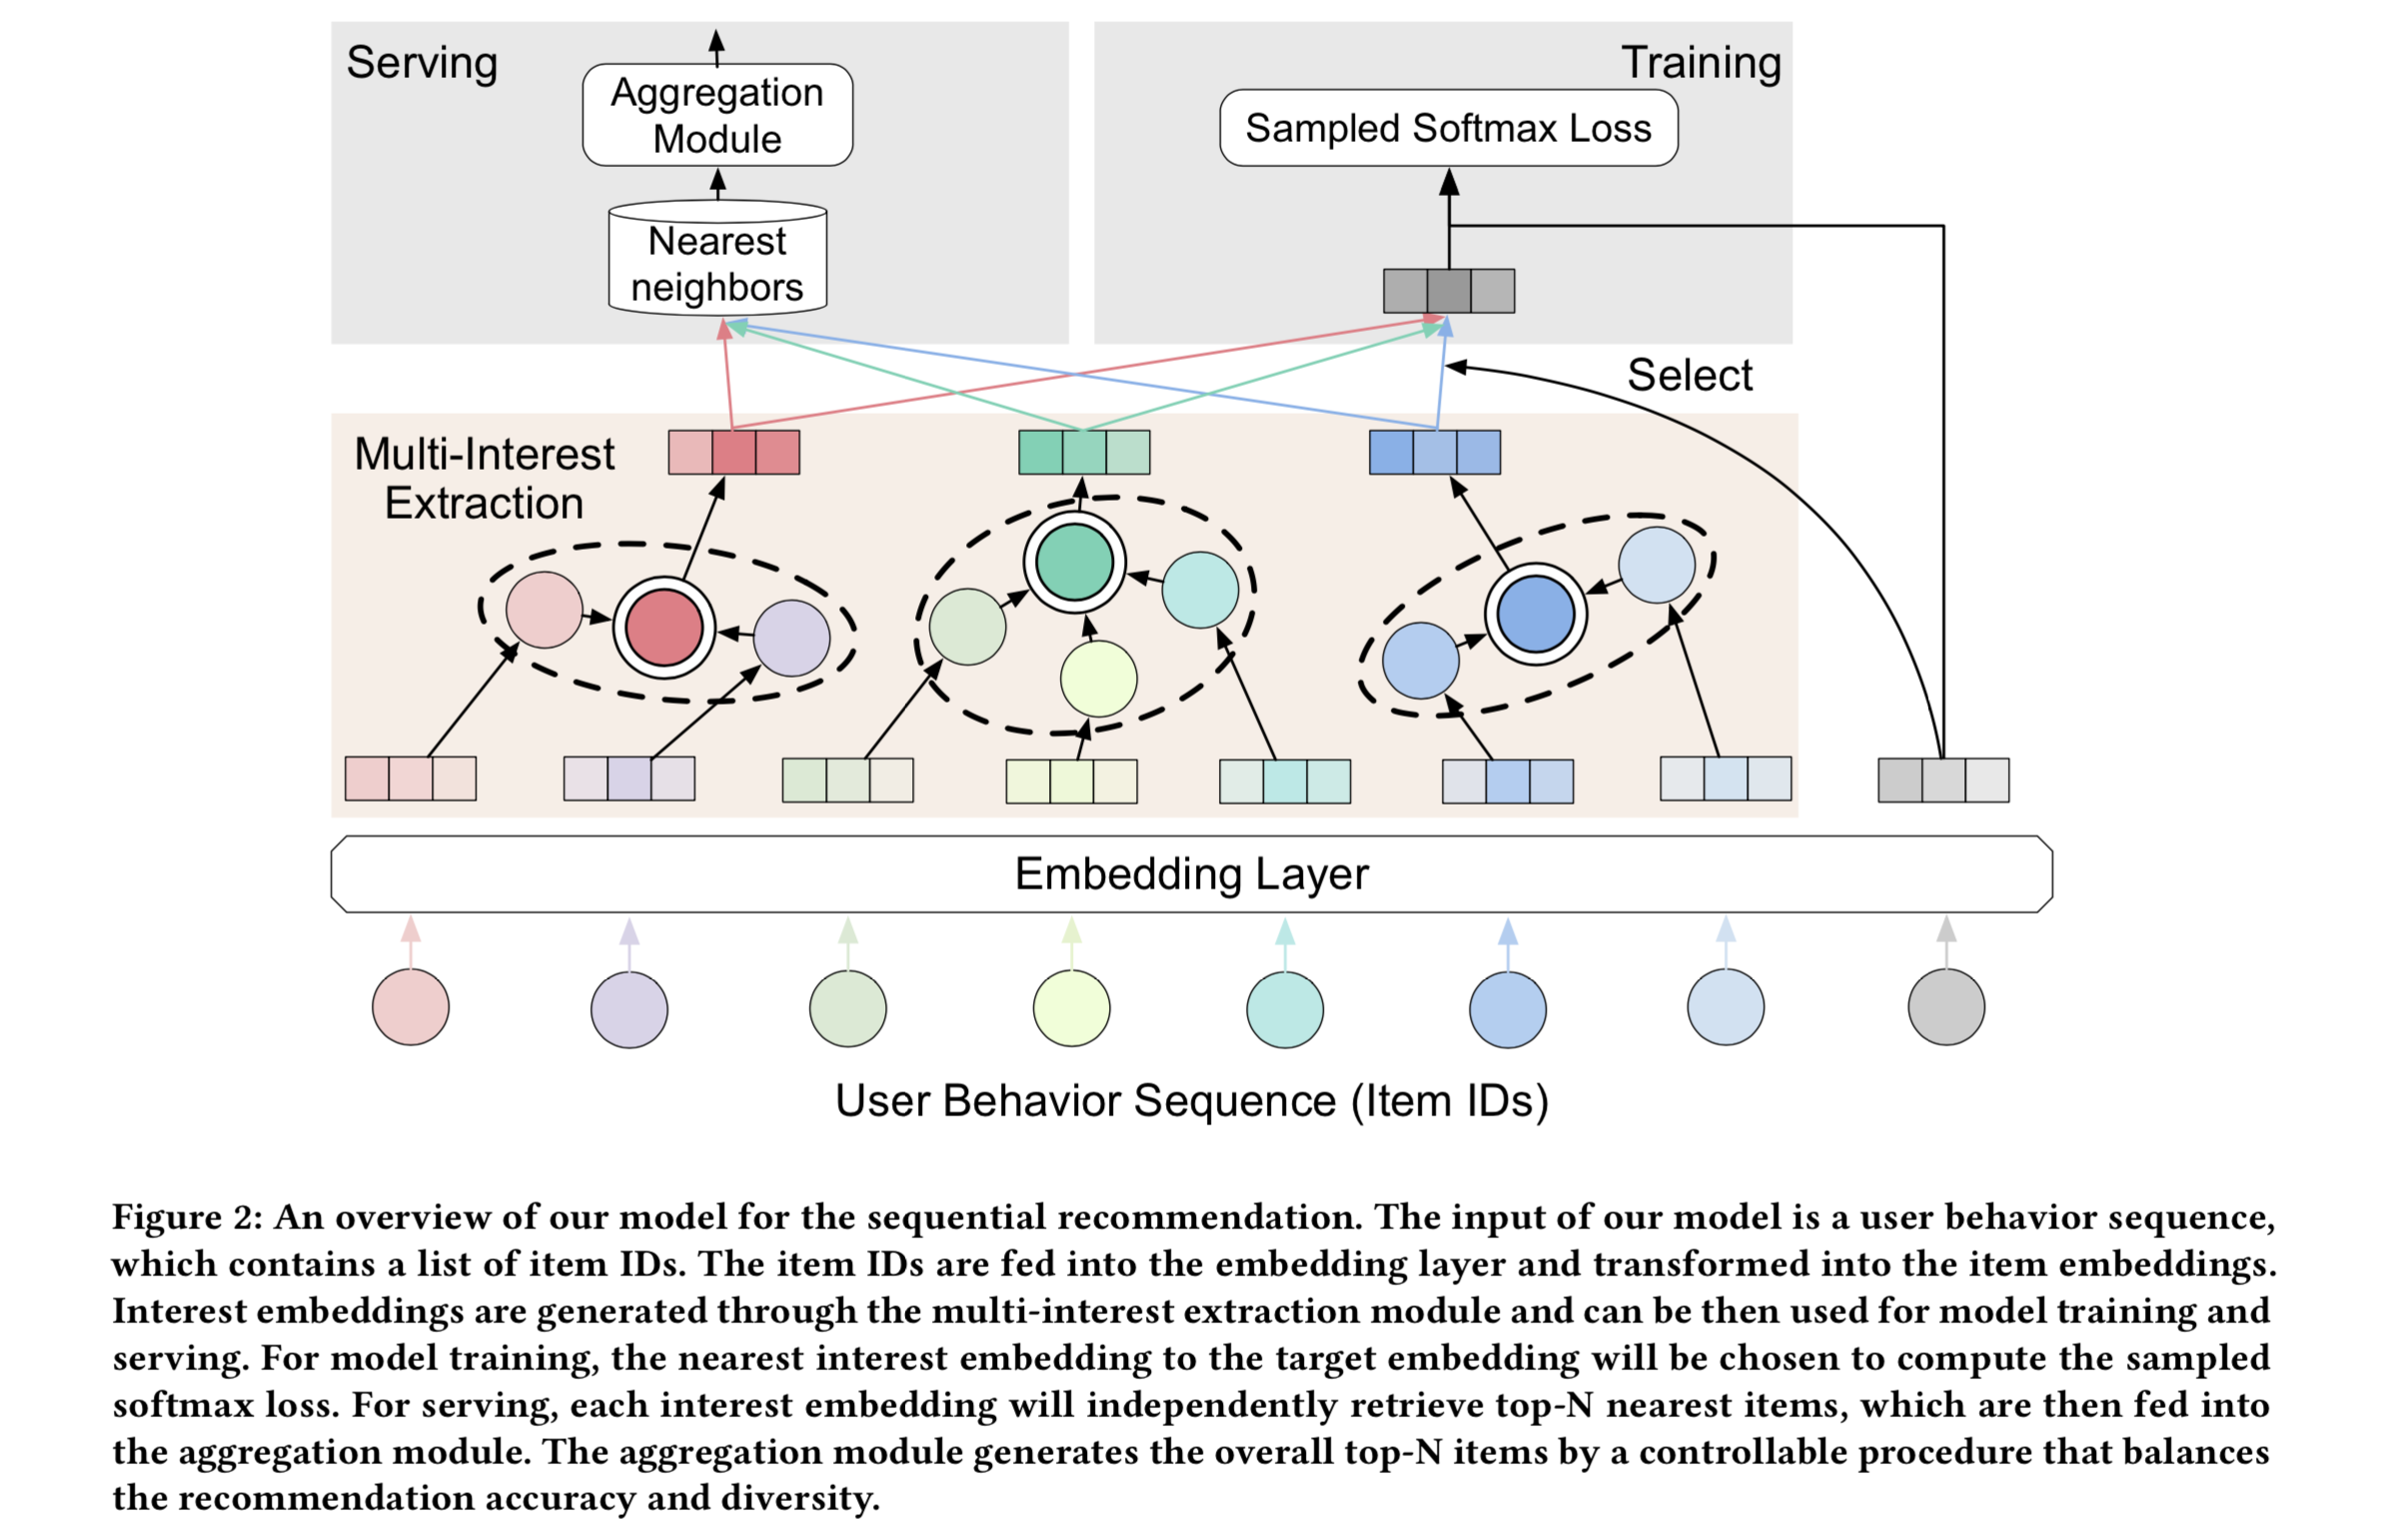 Serving
Aggregation
Module
Nearest
neighbors
Training
Sampled Softmax Loss
Select
Multi-Interest
Extraction
Embedding Layer
User Behavior Sequence (Item IDs)
Figure 2: An overview of our model for the sequential recommendation. The input of our model is a user behavior sequence,
which contains a list of item IDs. The item IDs are fed into the embedding layer and transformed into the item embeddings.
Interest embeddings are generated through the multi-interest extraction module and can be then used for model training and
serving. For model training, the nearest interest embedding to the target embedding will be chosen to compute the sampled
softmax loss. For serving, each interest embedding will independently retrieve top-N nearest items, which are then fed into
the aggregation module. The aggregation module generates the overall top-N items by a controllable procedure that balances
the recommendation accuracy and diversity.